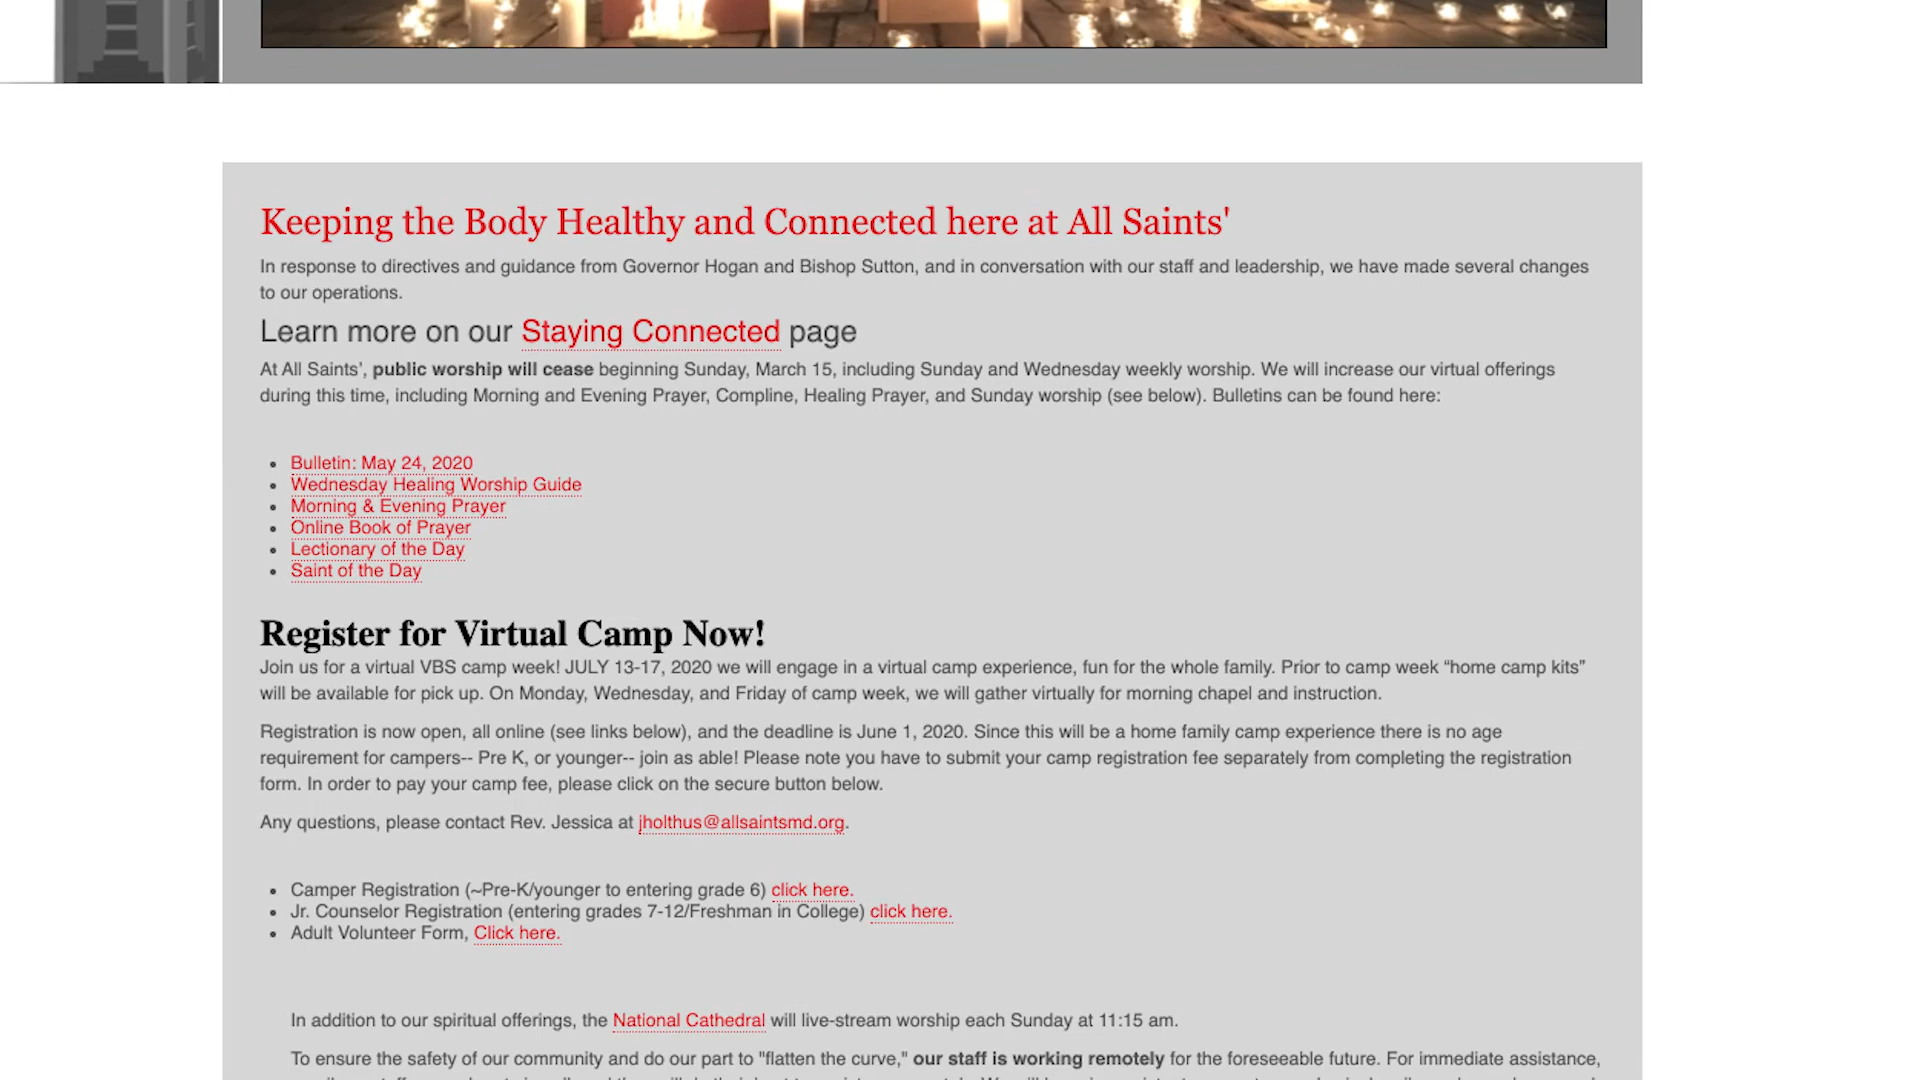 Keeping the Body Healthy and Connected here at All Saints'
In response to directives and guidance from Governor Hogan and Bishop Sutton, and in conversation with our staff and leadership, we have made several changes
to our operations.
Learn more on our Staying Connected page
At All Saints’, public worship will cease beginning Sunday, March 15, including Sunday and Wednesday weekly worship. We will increase our virtual offerings
during this time, including Morning and Evening Prayer, Compline, Healing Prayer, and Sunday worship (see below). Bulletins can be found here:
• Bulletin: May 24, 2020
• Wednesday Healing Worship Guide
• Morning & Evening Prayer
• Online Book of Prayer
• Lectionary of the Day
• Saint of the Day
Register for Virtual Camp Now!
Join us for a virtual VBS camp week! JULY 13-17, 2020 we will engage in a virtual camp experience, fun for the whole family. Prior to camp week “home camp kits”
will be available for pick up. On Monday, Wednesday, and Friday of camp week, we will gather virtually for morning chapel and instruction.
Registration is now open, all online (see links below), and the deadline is June 1, 2020. Since this will be a home family camp experience there is no age
requirement for campers-- Pre K, or younger-- join as able! Please note you have to submit your camp registration fee separately from completing the registration
form. In order to pay your camp fee, please click on the secure button below.
Any questions, please contact Rev. Jessica at jholthus@allsaintsmd.org.
• Camper Registration (~Pre-K/younger to entering grade 6) click here.
• Jr. Counselor Registration (entering grades 7-12/Freshman in College) click here.
• Adult Volunteer Form, Click here.
In addition to our spiritual offerings, the National Cathedral will live-stream worship each Sunday at 11:15 am.
To ensure the safety of our community and do our part to "flatten the curve," our staff is working remotely for the foreseeable future. For immediate assistance,